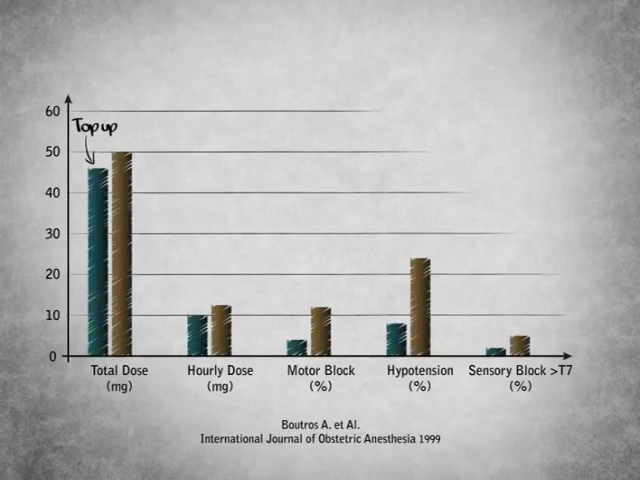 60
Top up
50
40
30
20
10
0
Total Dose
(mg)
Hourly Dose
(mg)
Motor Block
(%)
Hypotension
(%)
Sensory Block >T7
(%)
Boutros A. et Al.
International Journal of Obstetric Anesthesia 1999